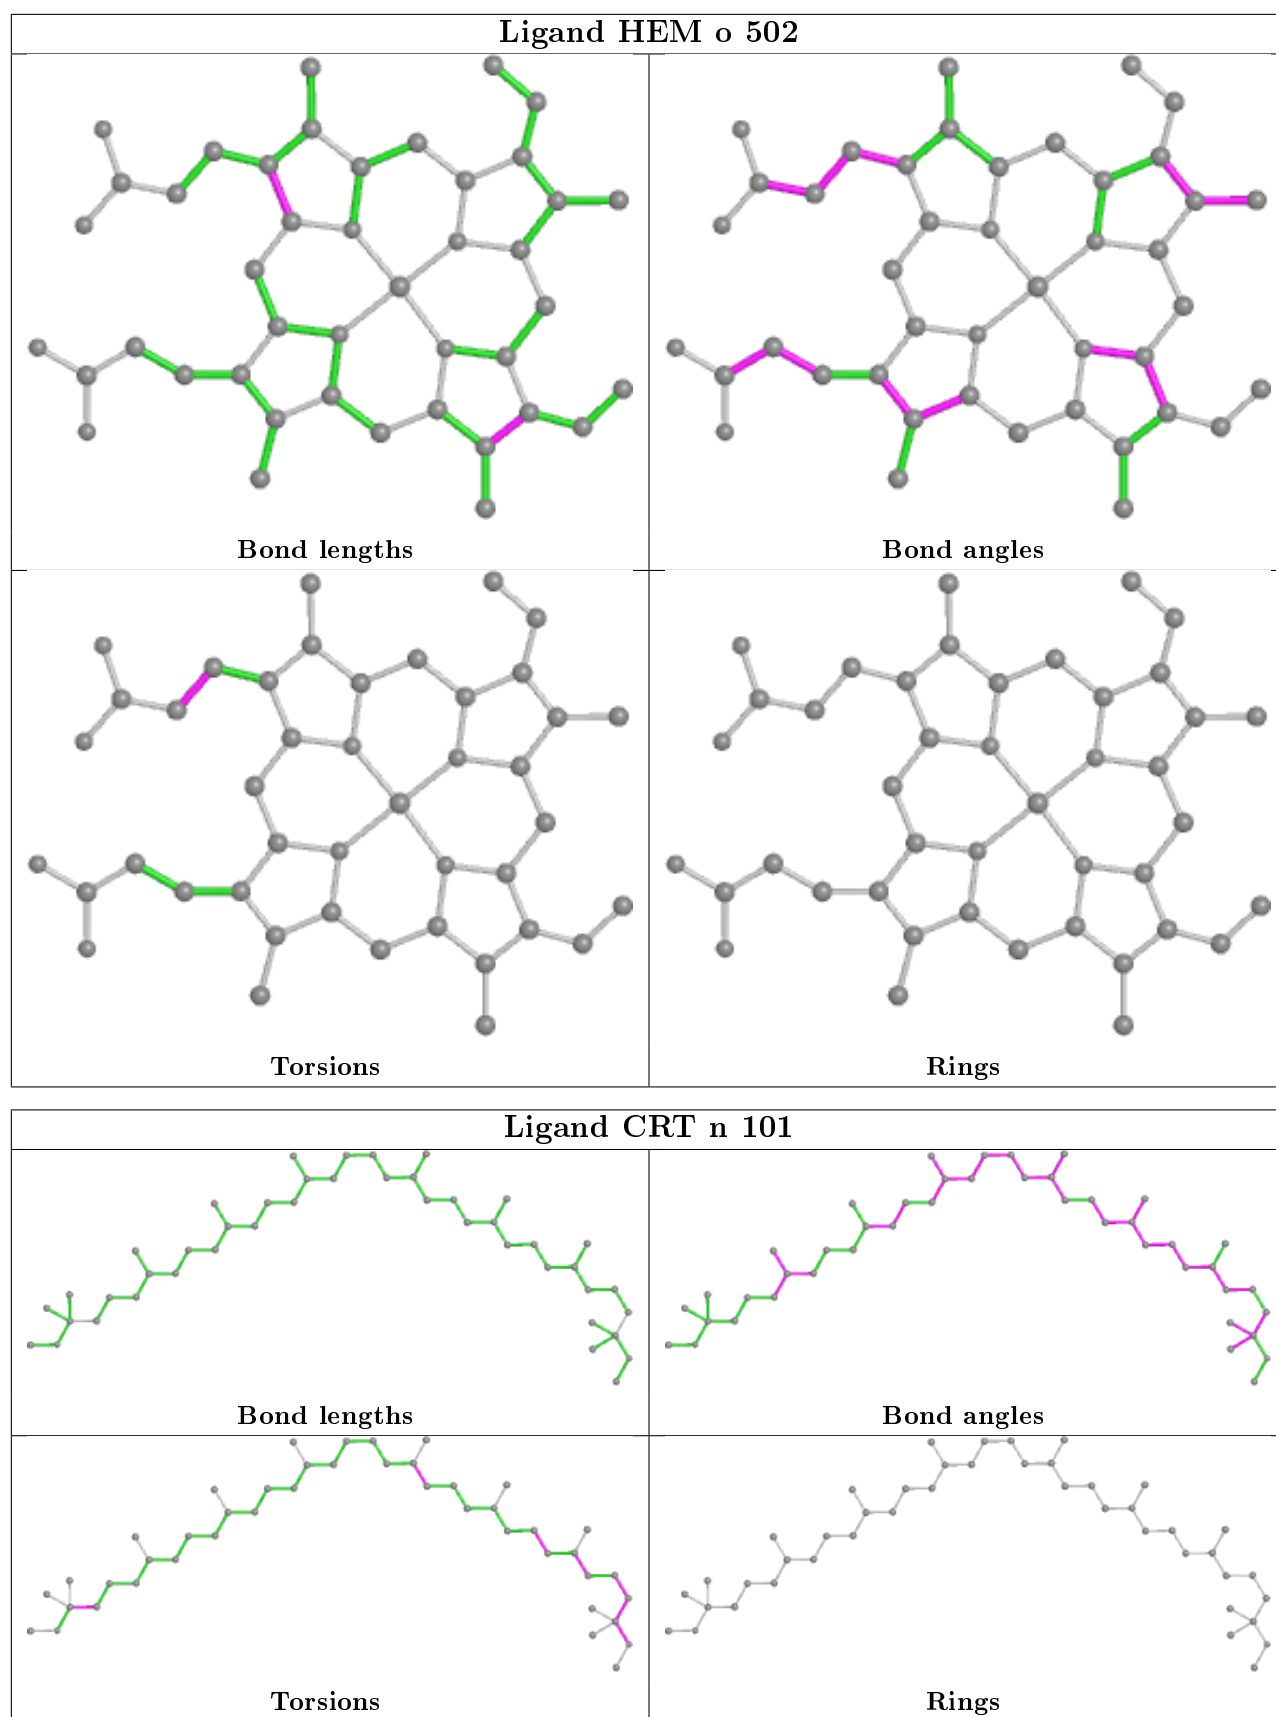 Ligand HEM o 502
Bond lengths
Bond angles
Torsions
Rings
Ligand CRT n 101
Bond lengths
Bond angles
Torsions
Rings